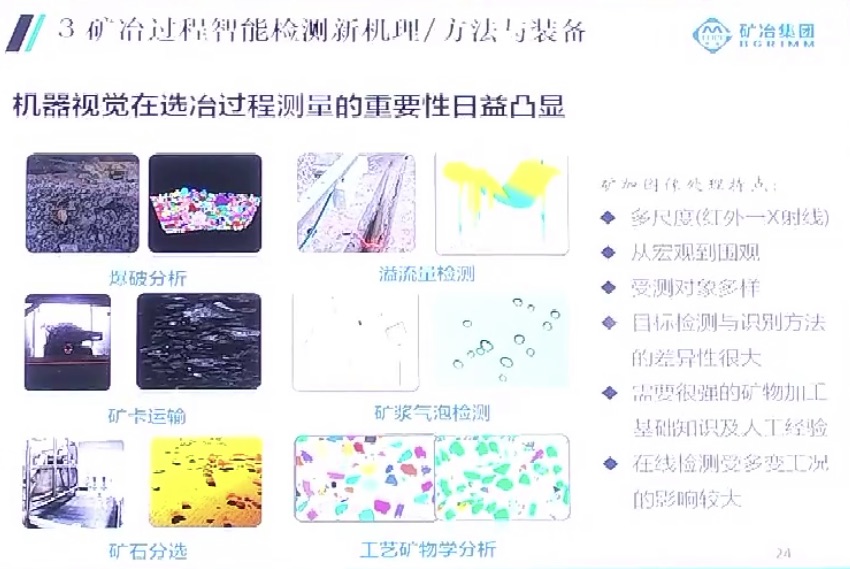 3 矿冶过程智能检测新机理/方法与装备
矿冶集团
BGRIMM
机器视觉在选冶过程测量的重要性日益凸显
爆破分析
溢流量检测
矿卡运输
矿浆气泡检测
矿石分选
工艺矿物学分析
矿加图像处理特点:
多尺度(红外一X射线)
从宏观到围观
受测对象多样
目标检测与识别方法
的差异性很大
需要很强的矿物加工
基础知识及人工经验
在线检测受多变工况
的影响较大
24